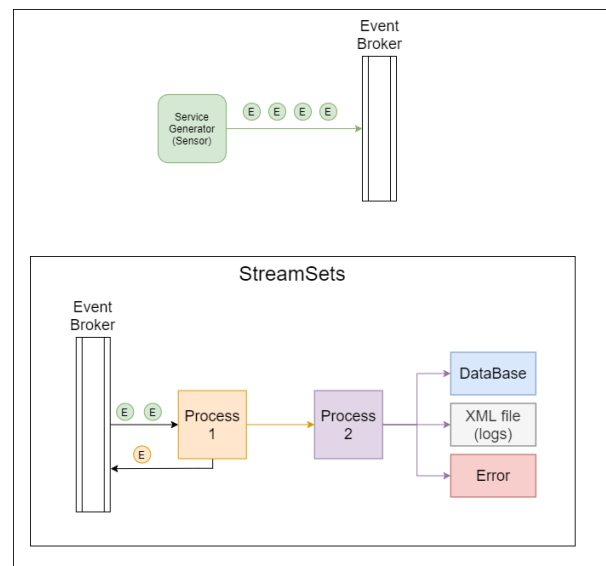 Event
Broker
Service
Generator
(Sensor)
E E E E
StreamSets
Event
Broker
E E
Process
1
E
Process
2
DataBase
XML file
(logs)
Error